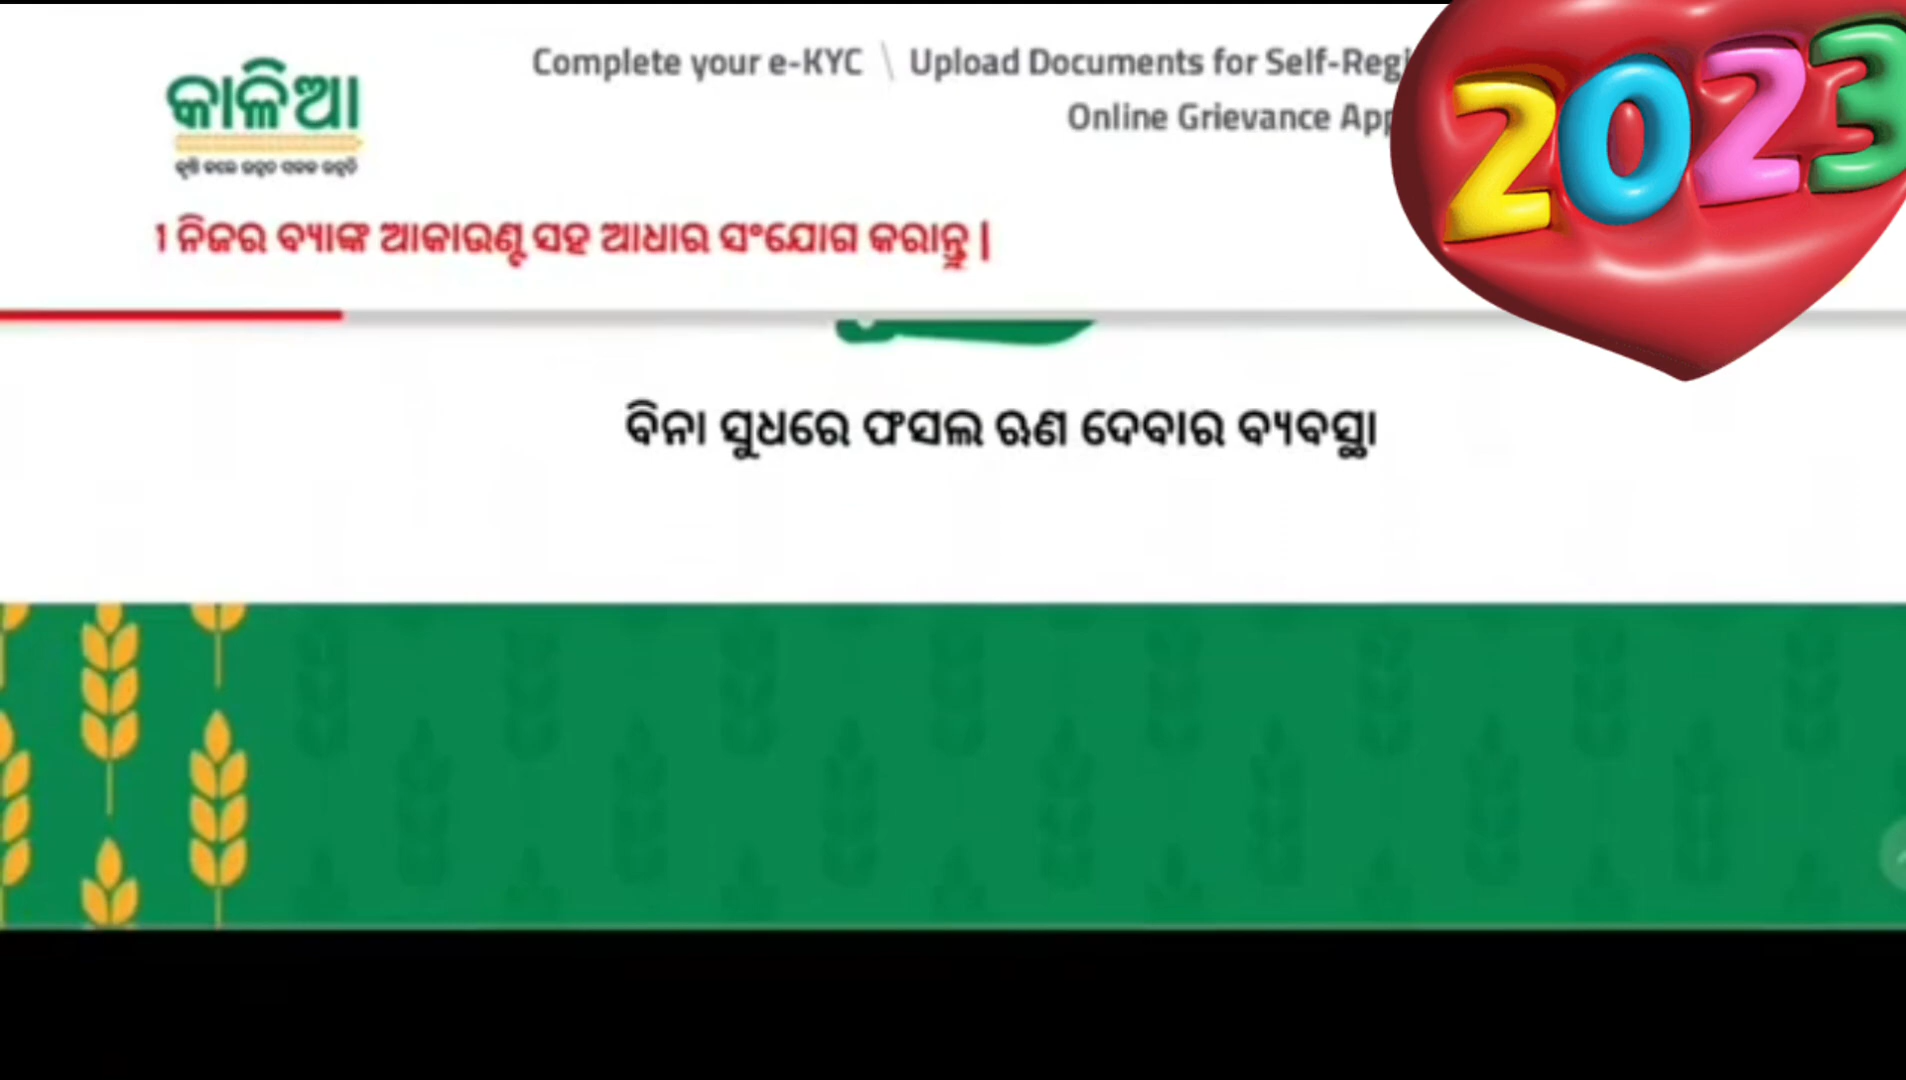 Complete your e-KYC \ Upload Documents for Self-Regi
Online Grievance App
2023
କାଳିଆ
1 ନିଜର ବ୍ୟାଙ୍କ ଆକାଉଣ୍ଟ ସହ ଆଧାର ସଂଯୋଗ କରାନ୍ତୁ |
ବିନା ସୁଧରେ ଫସଲ ଋଣ ଦେବାର ବ୍ୟବସ୍ଥା